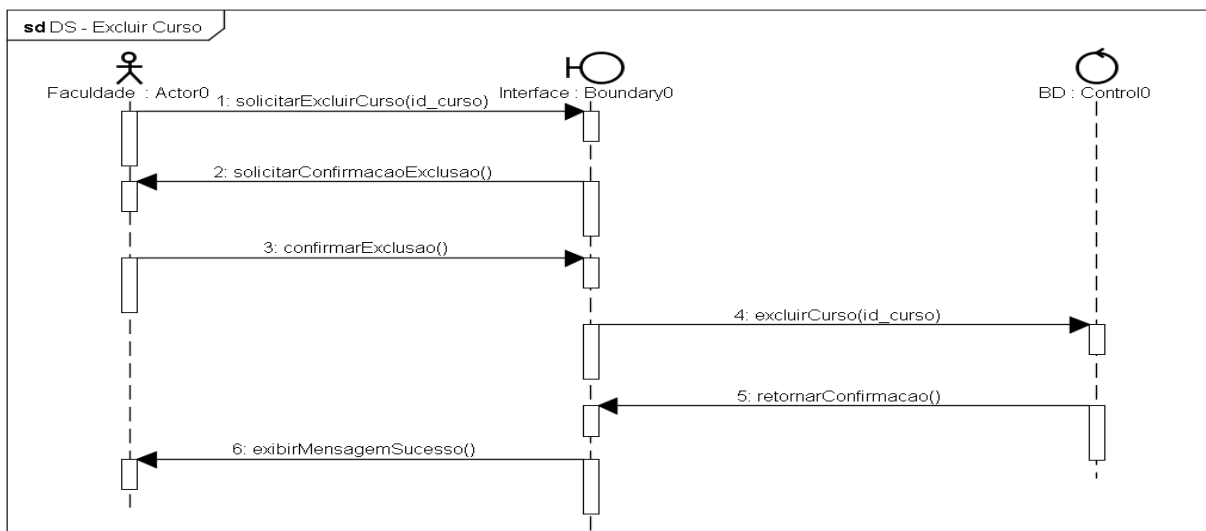 sd DS - Excluir Curso
Faculdade : Actor0
Interface : Boundary0
BD : Control0
1: solicitarExcluirCurso(id_curso)
2: solicitarConfirmacaoExclusao()
3: confirmarExclusao()
4: excluirCurso(id_curso)
5: retornarConfirmacao()
6: exibirMensagemSucesso()